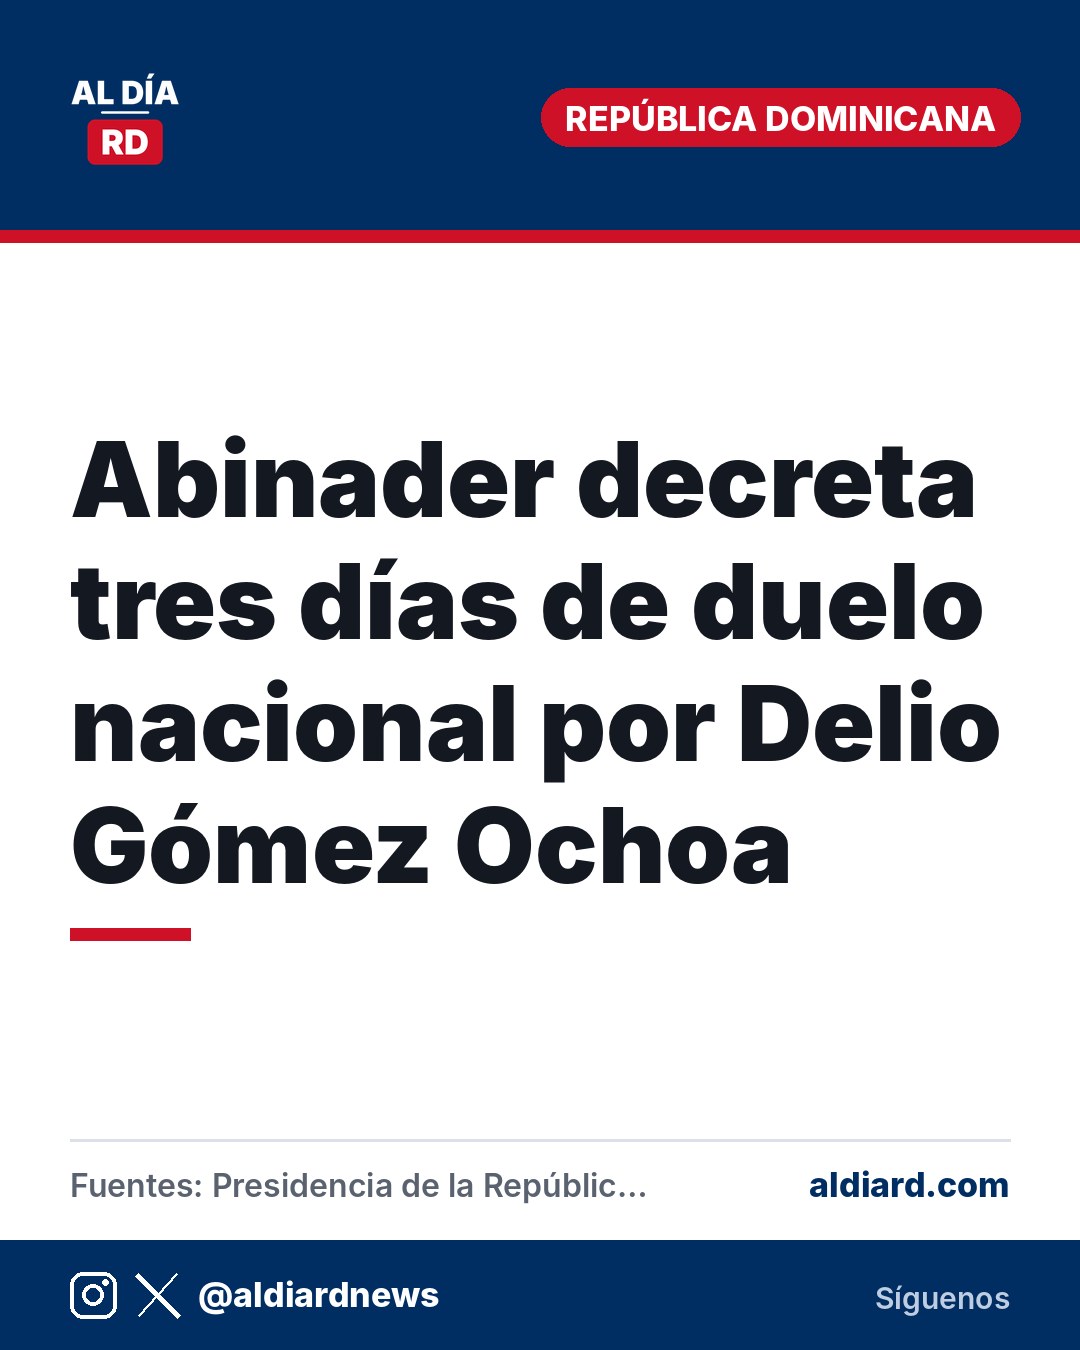 AL DÍA
RD
REPÚBLICA DOMINICANA
Abinader decreta
tres días de duelo
nacional por Delio
Gómez Ochoa
Fuentes: Presidencia de la Repúblic...
aldiard.com
@aldiardnews
Síguenos